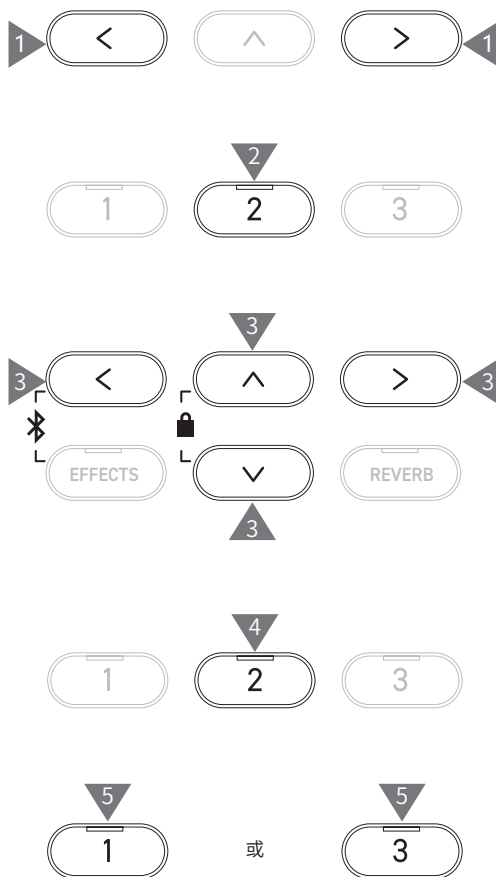 1 < ^ > 1
2
1 2 3
3
3 < ^ > 3
EFFECTS ∨ REVERB
3
4
1 2 3
5 5
1 或 3